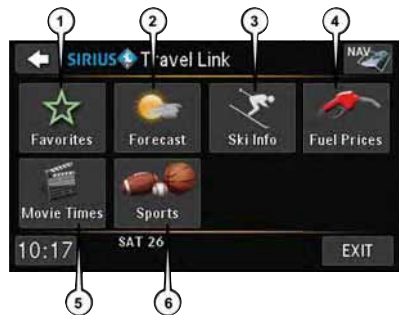 1 2 3 4
SIRIUS Travel Link NAV
Favorites Forecast Ski Info Fuel Prices
Movie Times Sports
10:17 SAT 26 EXIT
5 6